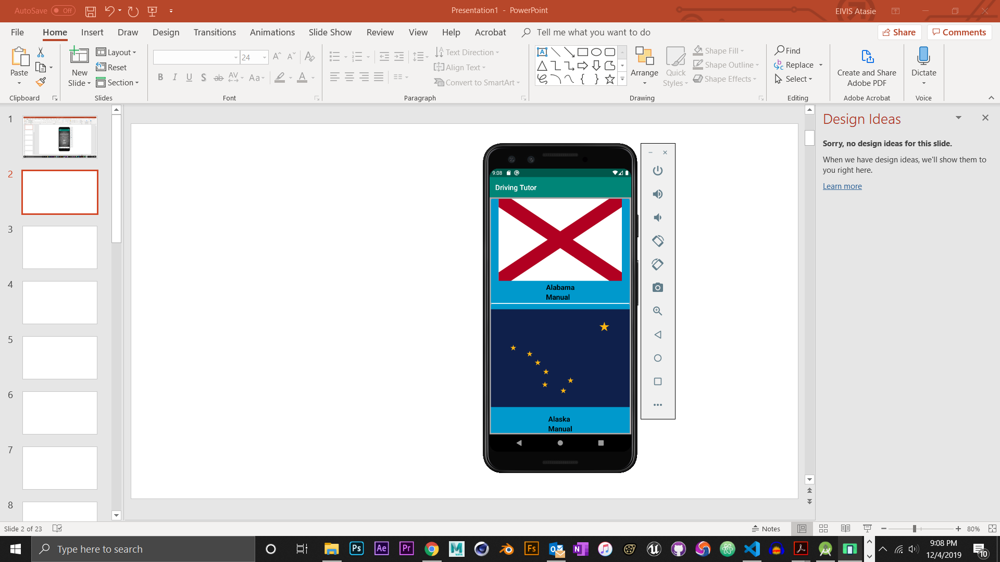 AutoSave Off
Presentation1 - PowerPoint
EIVIS Atasie
File Home Insert Draw Design Transitions Animations Slide Show Review View Help Acrobat Tell me what you want to do
Share Comments
Paste
New Slide
Layout
Reset
Section
24
B I U S ab AV Aa A
Text Direction
Align Text
Convert to SmartArt
Arrange
Quick Styles
Shape Fill
Shape Outline
Shape Effects
Find
Replace
Select
Create and Share
Adobe PDF
Dictate
Clipboard Slides Font Paragraph Drawing Editing Adobe Acrobat Voice
1
2
3
4
5
6
7
8
9:08
Driving Tutor
Alabama
Manual
Alaska
Manual
Design Ideas
Sorry, no design ideas for this slide.
When we have design ideas, we'll show them to
you right here.
Learn more
Slide 2 of 23
Notes
80%
Type here to search
Ps Ae Pr M MAYA Fs N
9:08 PM
12/4/2019
10